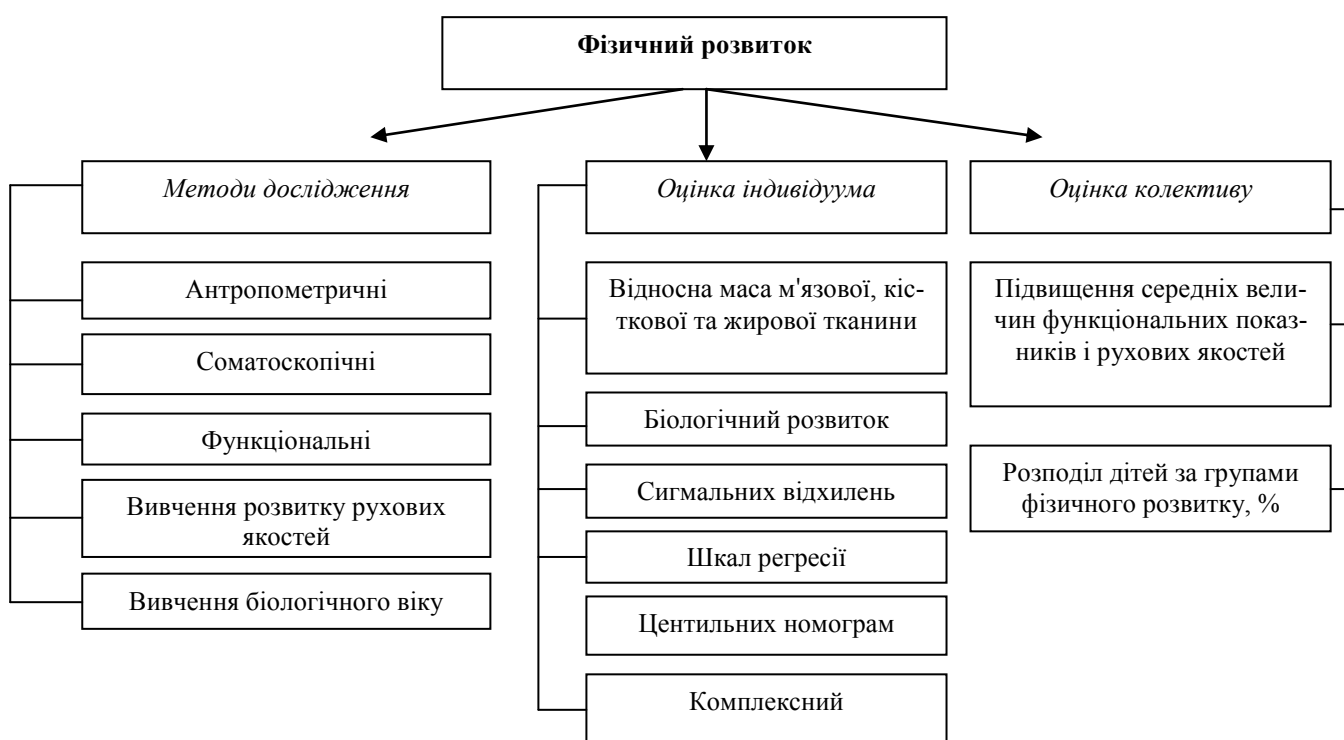 Фізичний розвиток
Методи дослідження
Антропометричні
Соматоскопічні
Функціональні
Вивчення розвитку рухових
якостей
Вивчення біологічного віку
Оцінка індивідуума
Відносна маса м'язової, кіс-
ткової та жирової тканини
Біологічний розвиток
Сигмальних відхилень
Шкал регресії
Центильних номограм
Комплексний
Оцінка колективу
Підвищення середніх вели-
чин функціональних показ-
ників і рухових якостей
Розподіл дітей за групами
фізичного розвитку, %